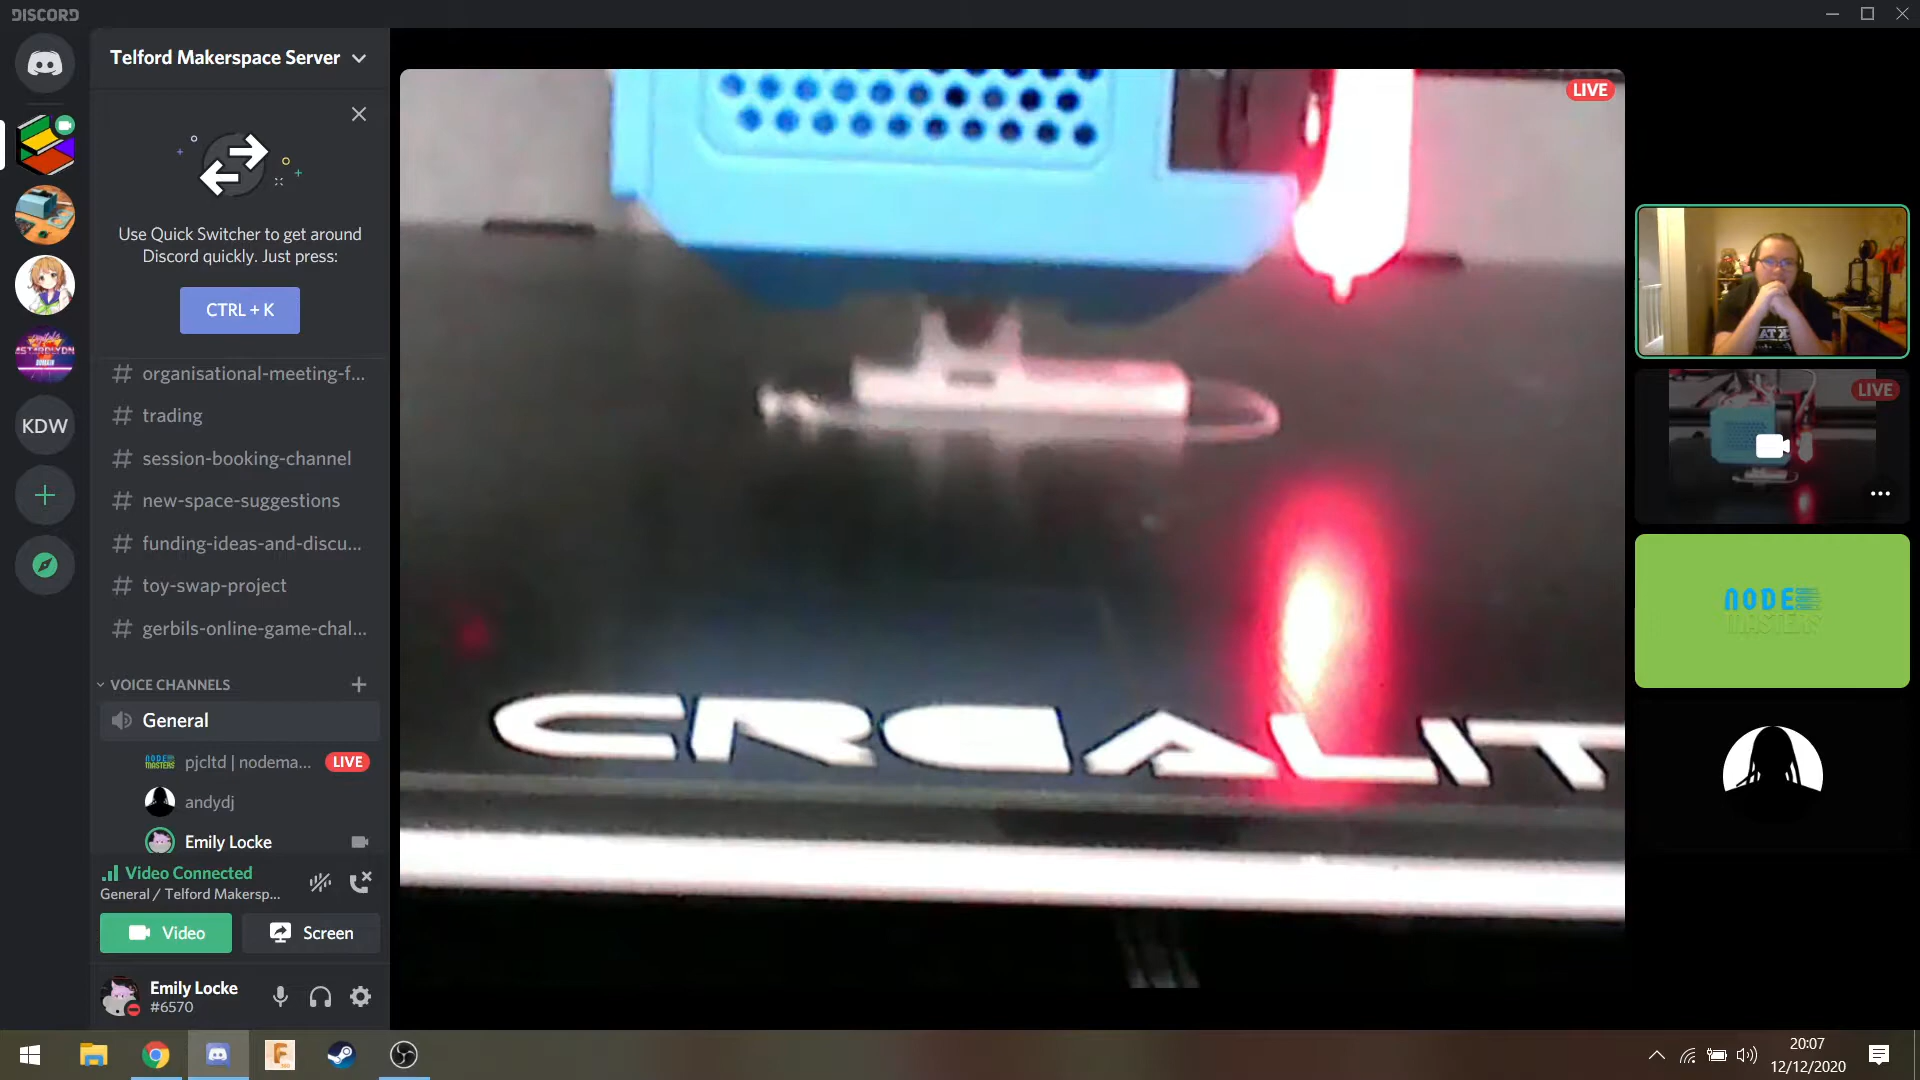 DISCORD
Telford Makerspace Server
Use Quick Switcher to get around
Discord quickly. Just press:
CTRL + K
KDW
# organisational-meeting-f...
# trading
# session-booking-channel
# new-space-suggestions
# funding-ideas-and-discu...
# toy-swap-project
# gerbils-online-game-chal...
VOICE CHANNELS
General
pjcltd | nodema...
LIVE
andydj
Emily Locke
Video Connected
General / Telford Makersp...
Video
Screen
Emily Locke
#6570
LIVE
CREALIT
LIVE
NODE
MASTERS
20:07
12/12/2020